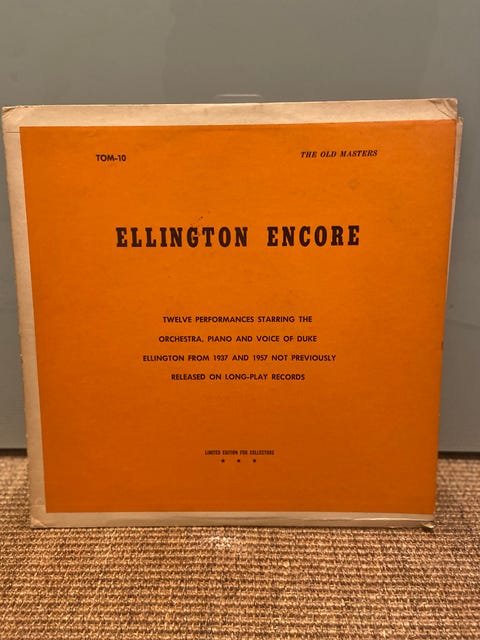 TOM-10
THE OLD MASTERS
ELLINGTON ENCORE
TWELVE PERFORMANCES STARRING THE
ORCHESTRA, PIANO AND VOICE OF DUKE
ELLINGTON FROM 1937 AND 1957 NOT PREVIOUSLY
RELEASED ON LONG-PLAY RECORDS
LIMITED EDITION FOR COLLECTORS
★ ★ ★